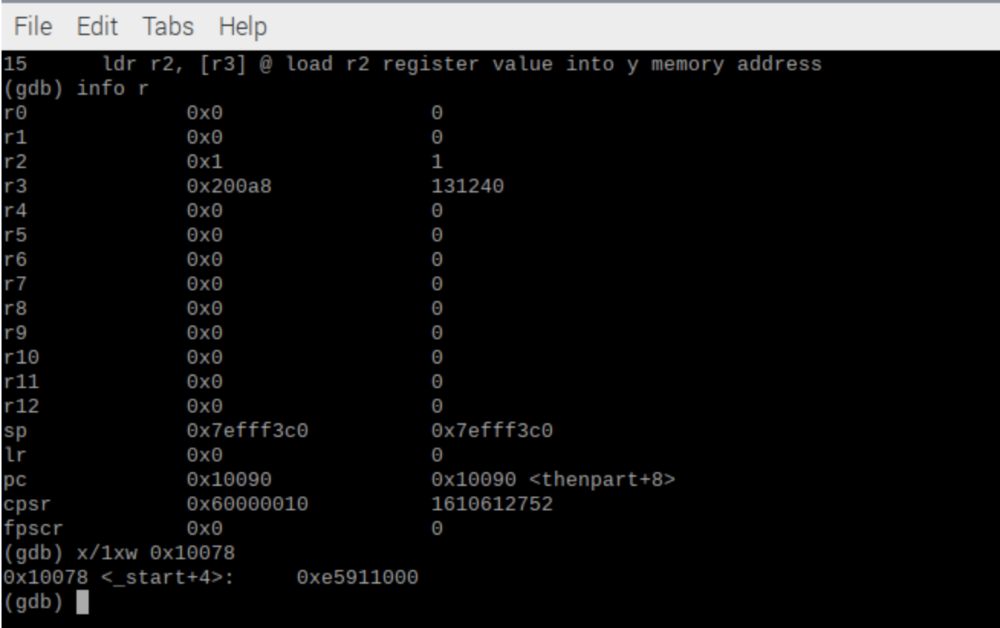 File Edit Tabs Help
15 ldr r2, [r3] @ load r2 register value into y memory address
(gdb) info r
r0 0x0 0
r1 0x0 0
r2 0x1 1
r3 0x200a8 131240
r4 0x0 0
r5 0x0 0
r6 0x0 0
r7 0x0 0
r8 0x0 0
r9 0x0 0
r10 0x0 0
r11 0x0 0
r12 0x0 0
sp 0x7efff3c0 0x7efff3c0
lr 0x0 0
pc 0x10090 0x10090 <thenpart+8>
cpsr 0x60000010 1610612752
fpscr 0x0 0
(gdb) x/1xw 0x10078
0x10078 <_start+4>: 0xe5911000
(gdb)